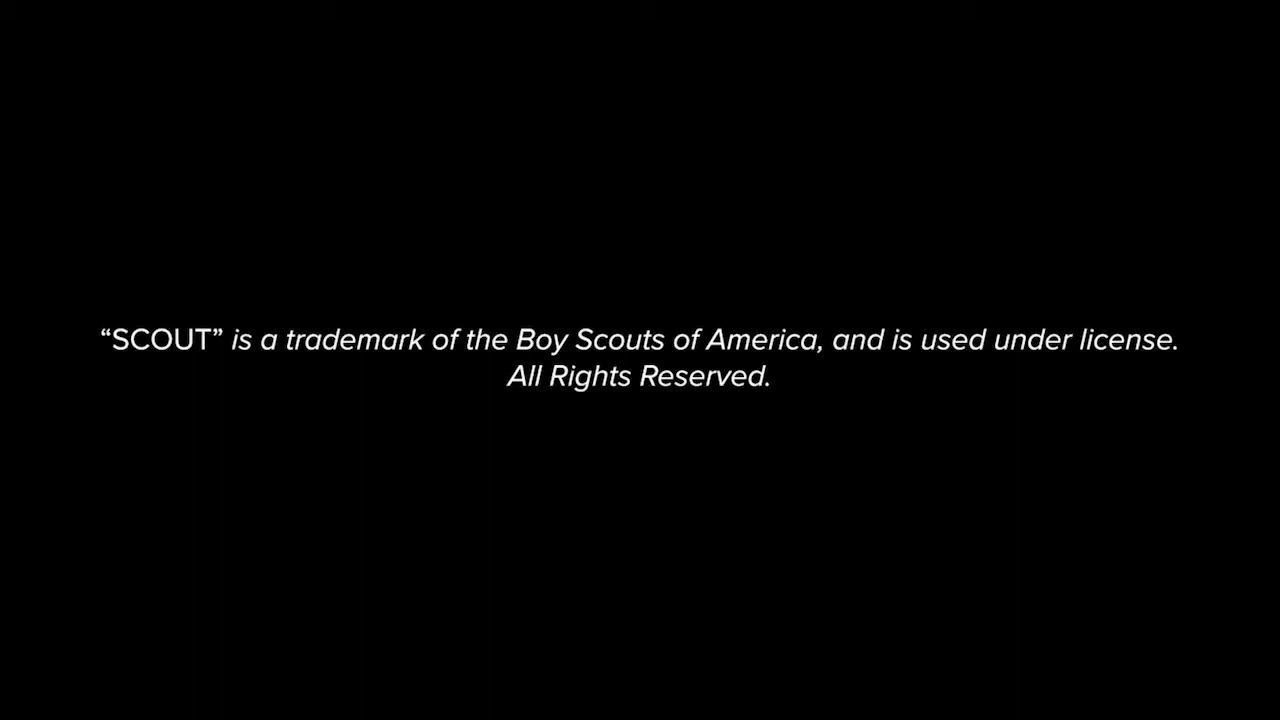 “SCOUT” is a trademark of the Boy Scouts of America, and is used under license.
All Rights Reserved.